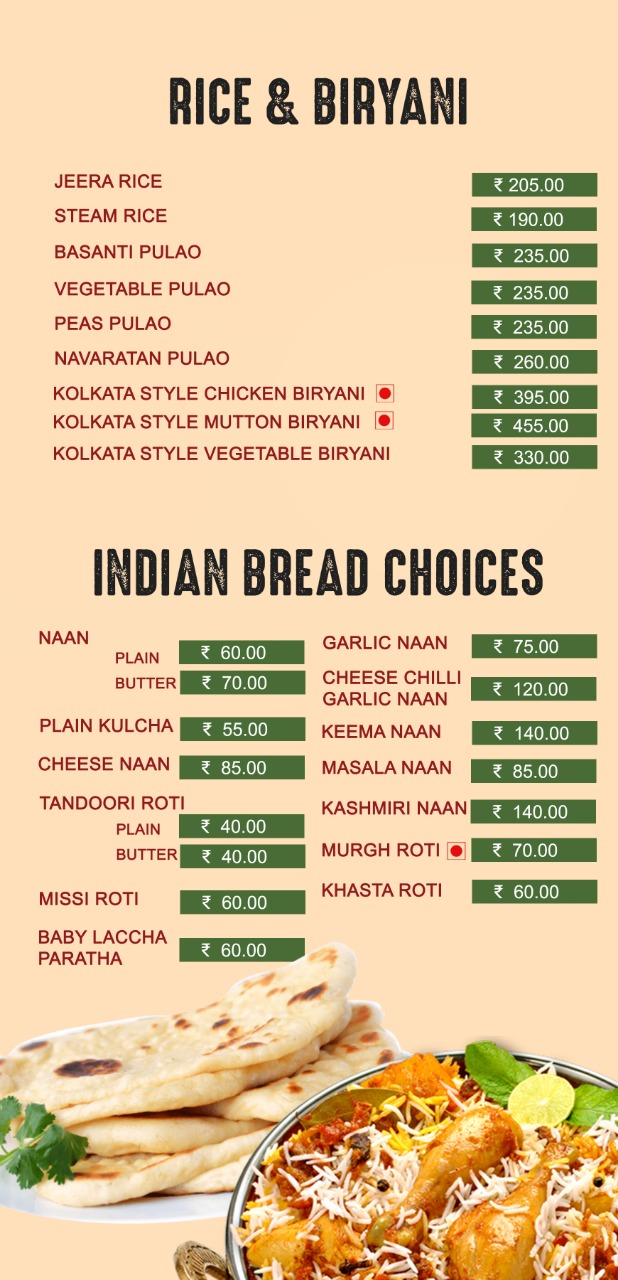 RICE & BIRYANI
JEERA RICE ₹ 205.00
STEAM RICE ₹ 190.00
BASANTI PULAO ₹ 235.00
VEGETABLE PULAO ₹ 235.00
PEAS PULAO ₹ 235.00
NAVARATAN PULAO ₹ 260.00
KOLKATA STYLE CHICKEN BIRYANI ₹ 395.00
KOLKATA STYLE MUTTON BIRYANI ₹ 455.00
KOLKATA STYLE VEGETABLE BIRYANI ₹ 330.00
INDIAN BREAD CHOICES
NAAN
PLAIN ₹ 60.00
BUTTER ₹ 70.00
PLAIN KULCHA ₹ 55.00
CHEESE NAAN ₹ 85.00
TANDOORI ROTI
PLAIN ₹ 40.00
BUTTER ₹ 40.00
MISSI ROTI ₹ 60.00
BABY LACCHA
PARATHA ₹ 60.00
GARLIC NAAN ₹ 75.00
CHEESE CHILLI
GARLIC NAAN ₹ 120.00
KEEMA NAAN ₹ 140.00
MASALA NAAN ₹ 85.00
KASHMIRI NAAN ₹ 140.00
MURGH ROTI ₹ 70.00
KHASTA ROTI ₹ 60.00